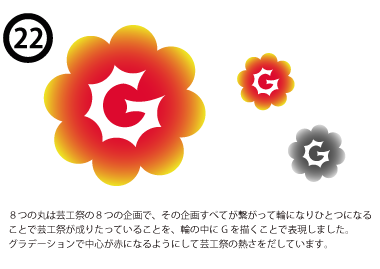 22
G
G
G
８つの丸は芸工祭の８つの企画で、その企画すべてが繋がって輪になりひとつになる
ことで芸工祭が成りたっていることを、輪の中にＧを描くことで表現しました。
グラデーションで中心が赤になるようにして芸工祭の熱さをだしています。